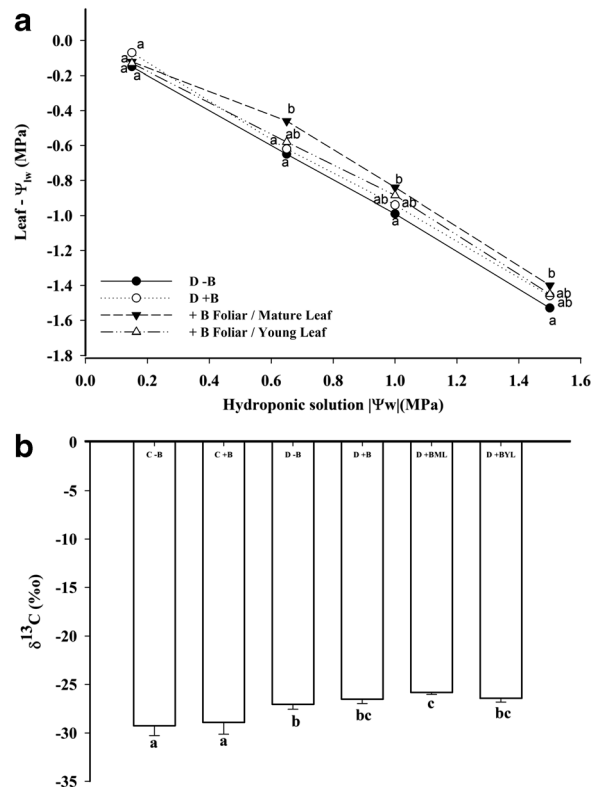 a
0.0
-0.2
-0.4
-0.6
-0.8
-1.0
-1.2
-1.4
-1.6
-1.8
Leaf - Ψlw (MPa)
a
a
a
a
b
ab
a
a
b
ab
ab
a
b
ab
ab
a
D -B
D +B
+ B Foliar / Mature Leaf
+ B Foliar / Young Leaf
0.0 0.2 0.4 0.6 0.8 1.0 1.2 1.4 1.6
Hydroponic solution |Ψw|(MPa)
b
0
-5
-10
-15
-20
-25
-30
-35
δ13C (‰)
C -B C +B D -B D +B D +BML D +BYL
a a b bc c bc